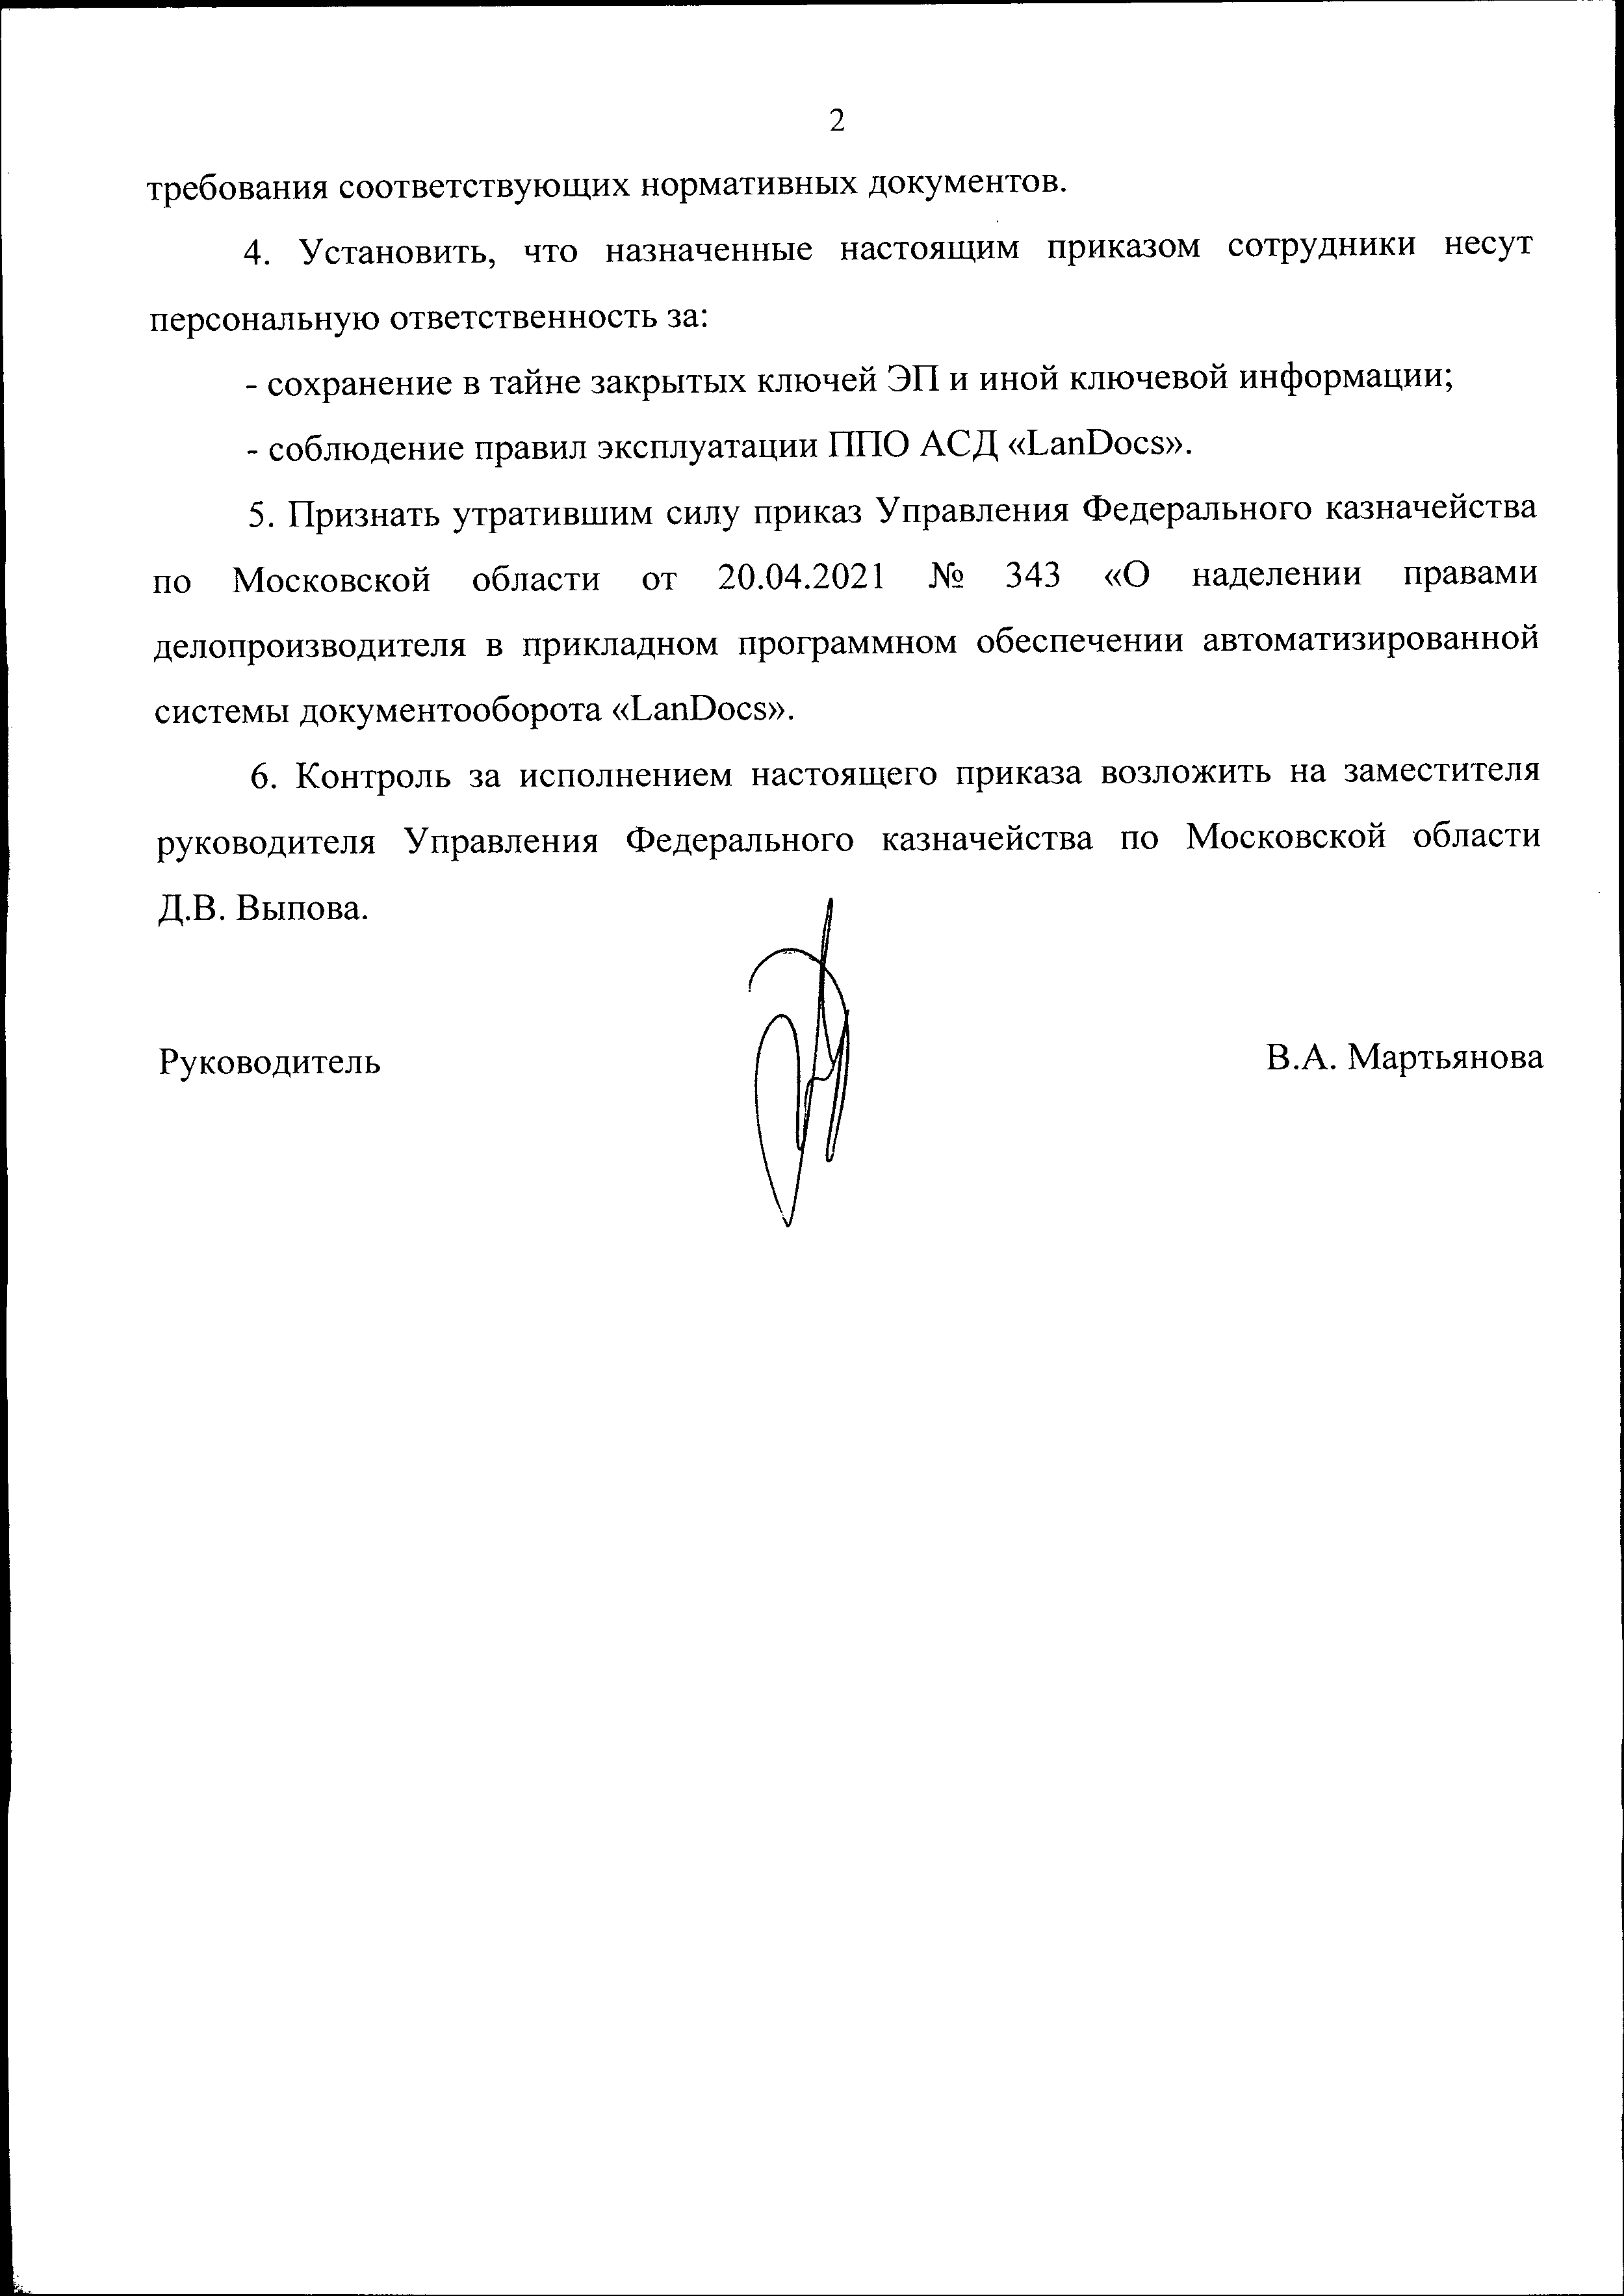 2
требования соответствующих нормативных документов.
4. Установить, что назначенные настоящим приказом сотрудники несут
персональную ответственность за:
- сохранение в тайне закрытых ключей ЭП и иной ключевой информации;
- соблюдение правил эксплуатации ППО АСД «LanDocs».
5. Признать утратившим силу приказ Управления Федерального казначейства
по Московской области от 20.04.2021 № 343 «О наделении правами
делопроизводителя в прикладном программном обеспечении автоматизированной
системы документооборота «LanDocs».
6. Контроль за исполнением настоящего приказа возложить на заместителя
руководителя Управления Федерального казначейства по Московской области
Д.В. Выпова.
Руководитель В.А. Мартьянова